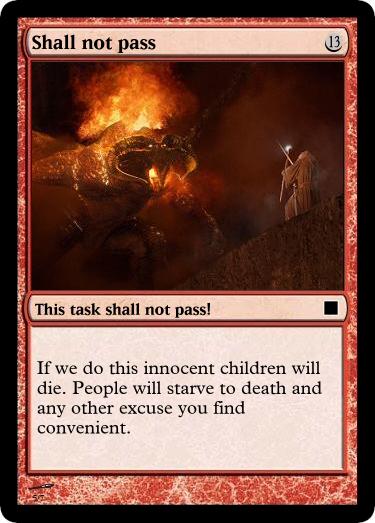 Shall not pass 13
This task shall not pass!
If we do this innocent children will
die. People will starve to death and
any other excuse you find
convenient.